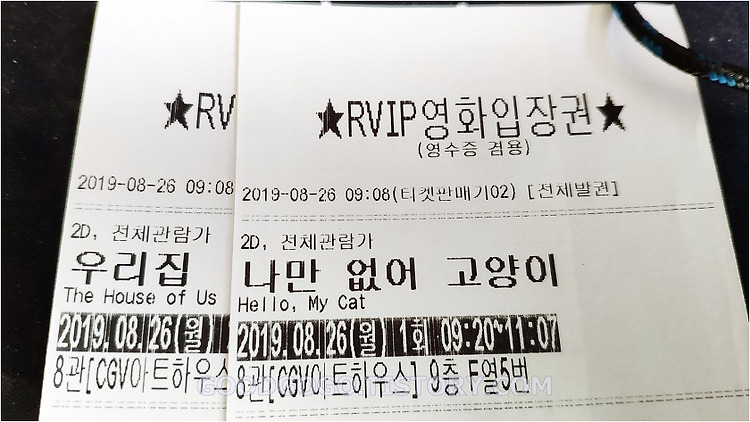 ★RV
2019-08-26 09:08
2D, 전체관람가
우리집
The House of Us
2019.08.26(월)
8관[CGV아트하우스
★RVIP영화입장권★
(영수증 겸용)
2019-08-26 09:08(티켓판매기02) [전체발권]
2D, 전체관람가
나만 없어 고양이
Hello, My Cat
2019.08.26(월) 1회 09:20~11:07
8관[CGV아트하우스] 9층 F열5번